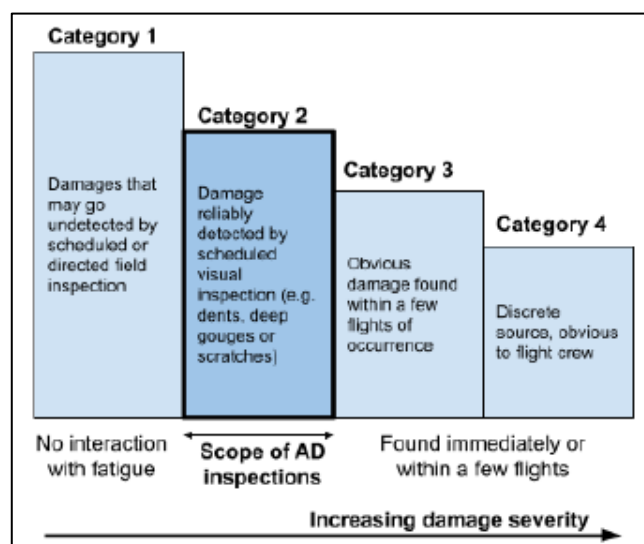 Category 1
Damages that
may go
undetected by
scheduled or
directed field
inspection
Category 2
Damage
reliably
detected by
scheduled
visual
inspection (e.g.
dents, deep
gouges or
scratches)
Category 3
Obvious
damage found
within a few
flights of
occurrence
Category 4
Discrete
source, obvious
to flight crew
No interaction
with fatigue
Scope of AD
inspections
Found immediately or
within a few flights
Increasing damage severity